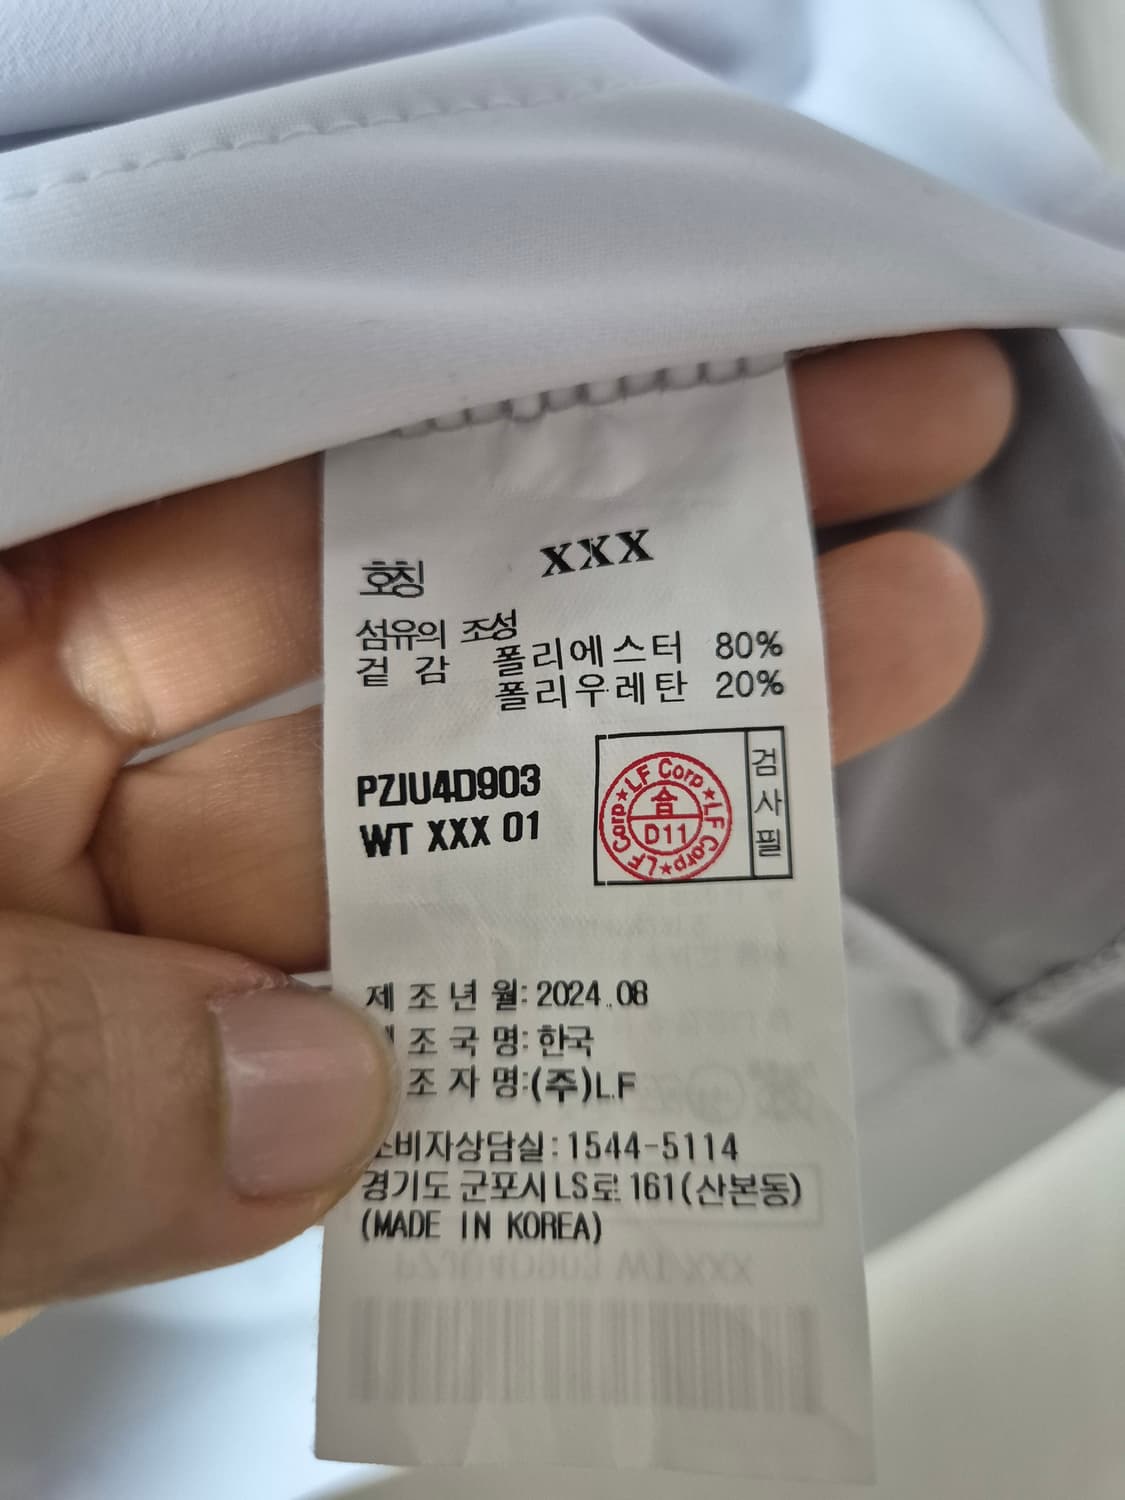 호칭 XXX
섬유의 조성
겉 감 폴리에스터 80%
폴리우레탄 20%
PZIU4D903
WT XXX 01
LF Corp★LF Corp★LF Corp★
合
D11
검사필
제조년월: 2024.08
조국명: 한국
조자명:(주)LF
비자상담실: 1544-5114
경기도 군포시 LS로 161(산본동)
(MADE IN KOREA)